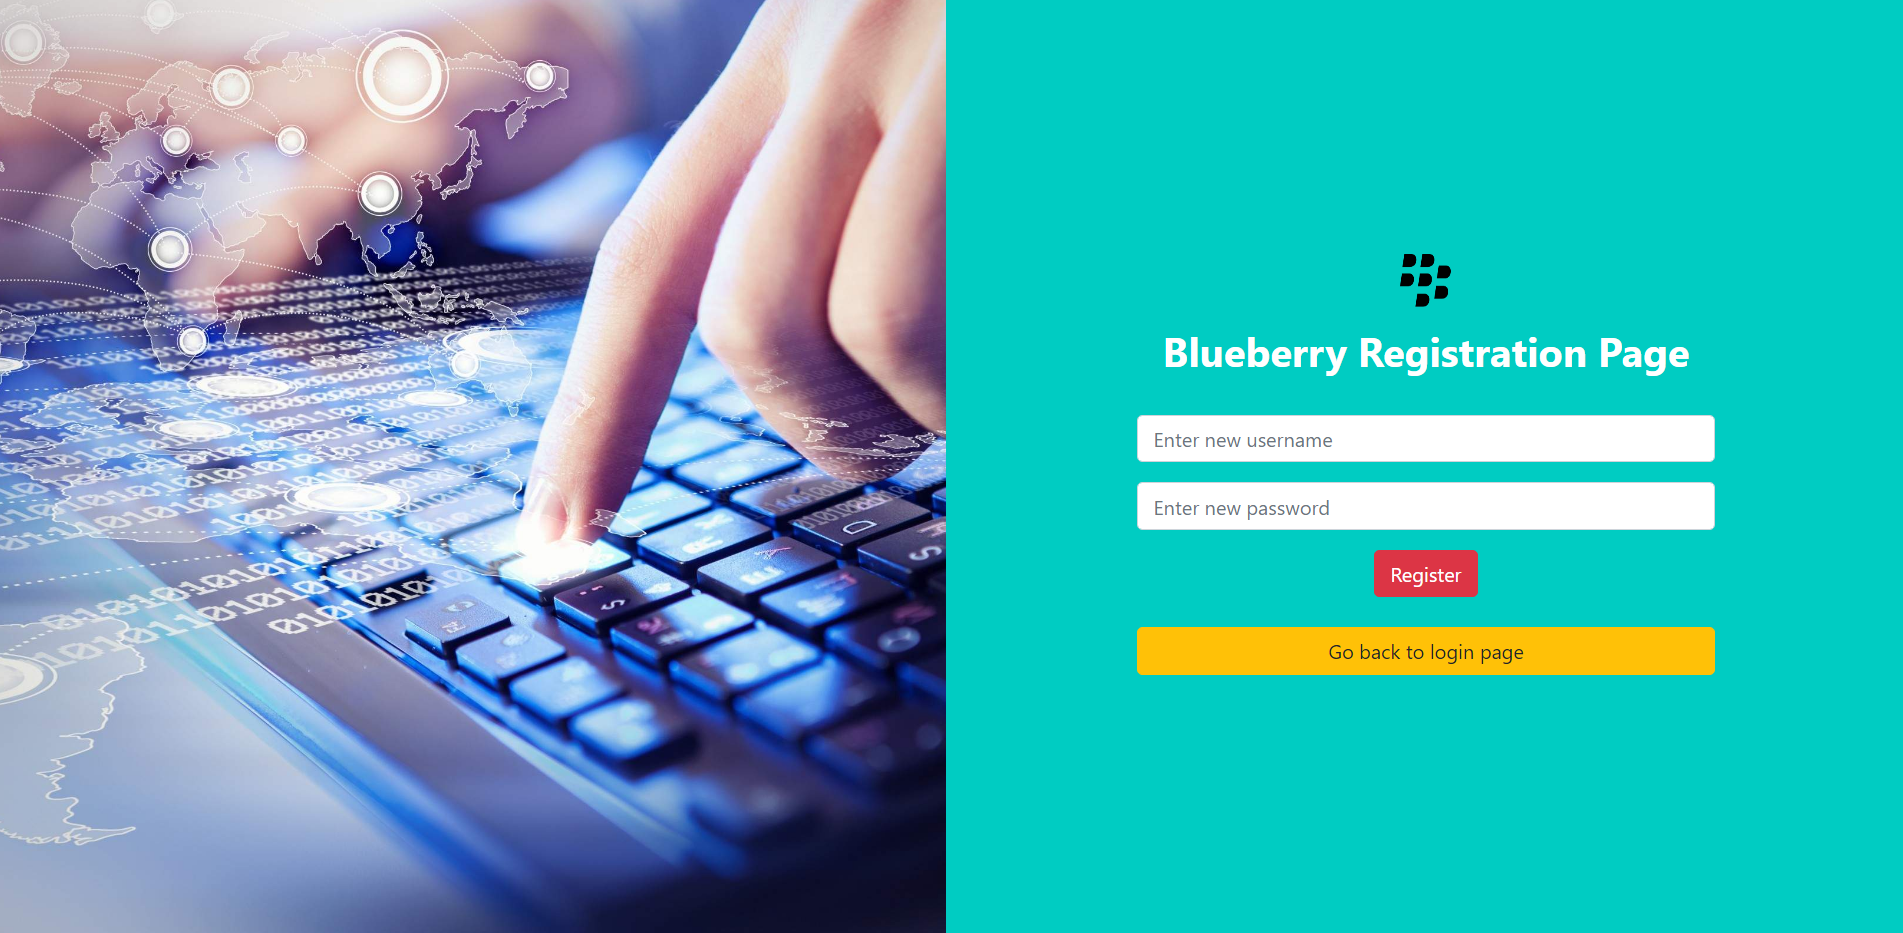 Blueberry Registration Page
Enter new username
Enter new password
Register
Go back to login page